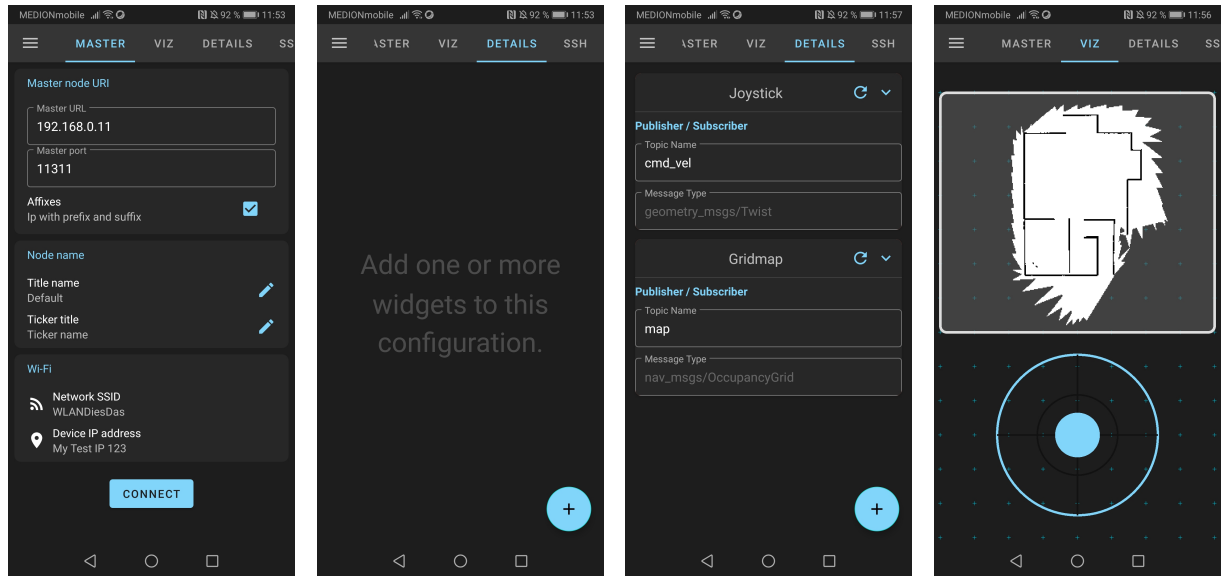 MEDIONmobile 92 % 11:53
MASTER VIZ DETAILS SS
Master node URI
Master URL
192.168.0.11
Master port
11311
Affixes
Ip with prefix and suffix
Node name
Title name
Default
Ticker title
Ticker name
Wi-Fi
Network SSID
WLANDiesDas
Device IP address
My Test IP 123
CONNECT
MEDIONmobile 92 % 11:53
STER VIZ DETAILS SSH
Add one or more
widgets to this
configuration.
+
MEDIONmobile 92 % 11:57
STER VIZ DETAILS SSH
Joystick
Publisher / Subscriber
Topic Name
cmd_vel
Message Type
geometry_msgs/Twist
Gridmap
Publisher / Subscriber
Topic Name
map
Message Type
nav_msgs/OccupancyGrid
+
MEDIONmobile 92 % 11:56
MASTER VIZ DETAILS SS